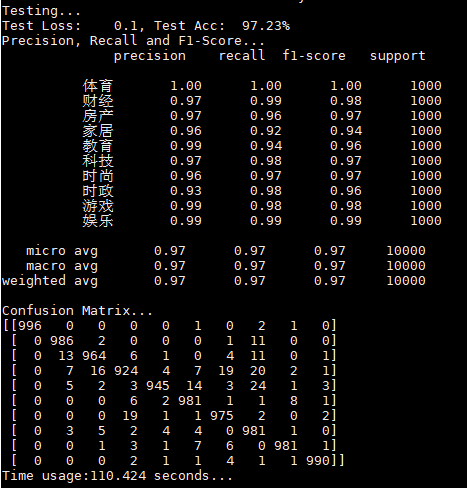 Testing...
Test Loss:    0.1, Test Acc:  97.23%
Precision, Recall and F1-Score...
              precision    recall  f1-score   support

          体育       1.00      1.00      1.00      1000
          财经       0.97      0.99      0.98      1000
          房产       0.97      0.96      0.97      1000
          家居       0.96      0.92      0.94      1000
          教育       0.99      0.94      0.96      1000
          科技       0.97      0.98      0.97      1000
          时尚       0.96      0.97      0.97      1000
          时政       0.93      0.98      0.96      1000
          游戏       0.99      0.98      0.98      1000
          娱乐       0.99      0.99      0.99      1000

   micro avg       0.97      0.97      0.97     10000
   macro avg       0.97      0.97      0.97     10000
weighted avg       0.97      0.97      0.97     10000

Confusion Matrix...
[[996   0   0   0   0   1   0   2   1   0]
 [  0 986   2   0   0   0   1  11   0   0]
 [  0  13 964   6   1   0   4  11   0   1]
 [  0   7  16 924   4   7  19  20   2   1]
 [  0   5   2   3 945  14   3  24   1   3]
 [  0   0   0   6   2 981   1   1   8   1]
 [  0   0   0  19   1   1 975   2   0   2]
 [  0   3   5   2   4   4   0 981   1   0]
 [  0   0   1   3   1   7   6   0 981   1]
 [  0   0   0   2   1   1   4   1   1 990]]
Time usage:110.424 seconds...